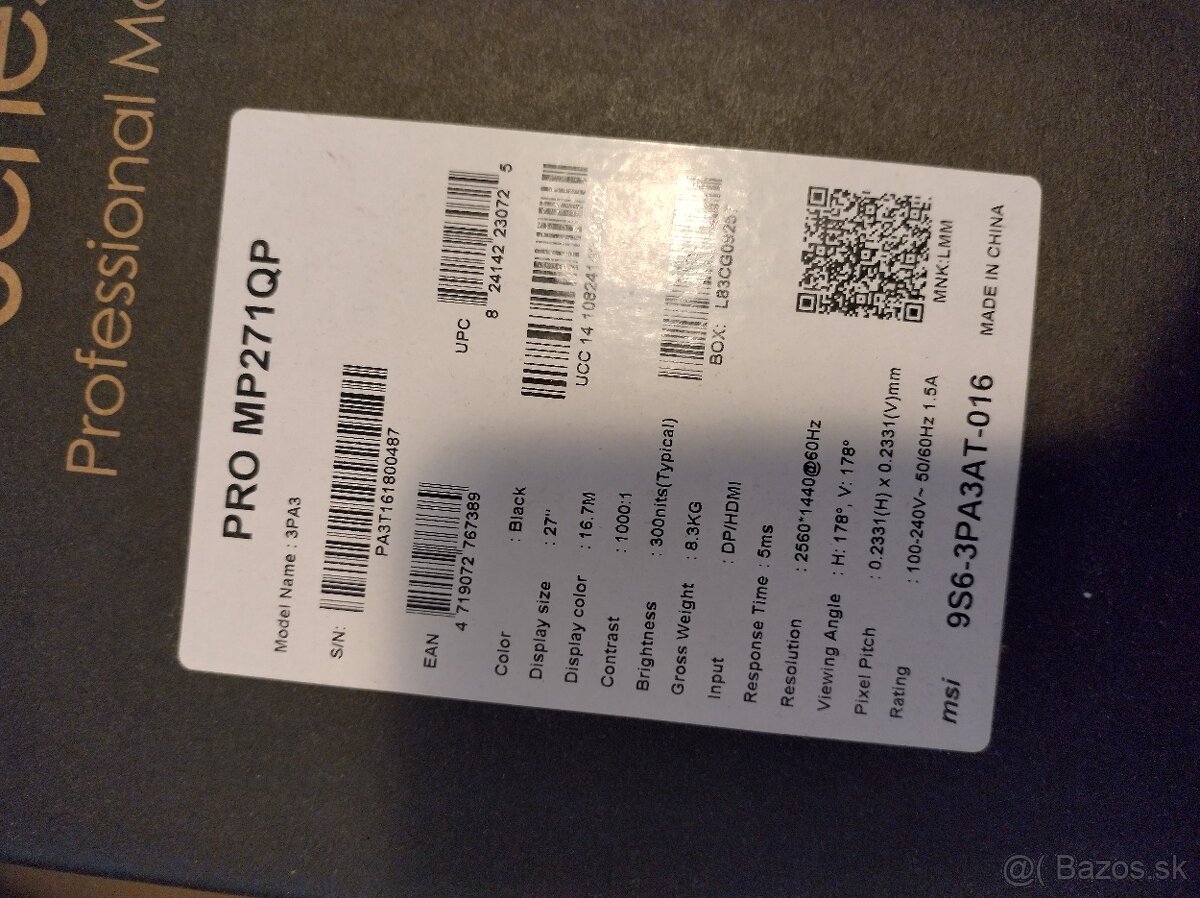 Professional
PRO MP271QP
Model Name : 3PA3
S/N:
PA3T161800487
EAN
4 719072 767389
UPC
8 24142 23072 5
UCC 14
BOX:
Color : Black
Display size : 27"
Display color : 16.7M
Contrast : 1000:1
Brightness : 300nits(Typical)
Gross Weight : 8.3KG
Input : DP/HDMI
Response Time : 5ms
Resolution : 2560*1440@60Hz
Viewing Angle : H: 178°, V: 178°
Pixel Pitch : 0.2331(H) x 0.2331(V)mm
Rating : 100-240V~ 50/60Hz 1.5A
MNK:LMM
msi 9S6-3PA3AT-016 MADE IN CHINA
@( Bazos.sk